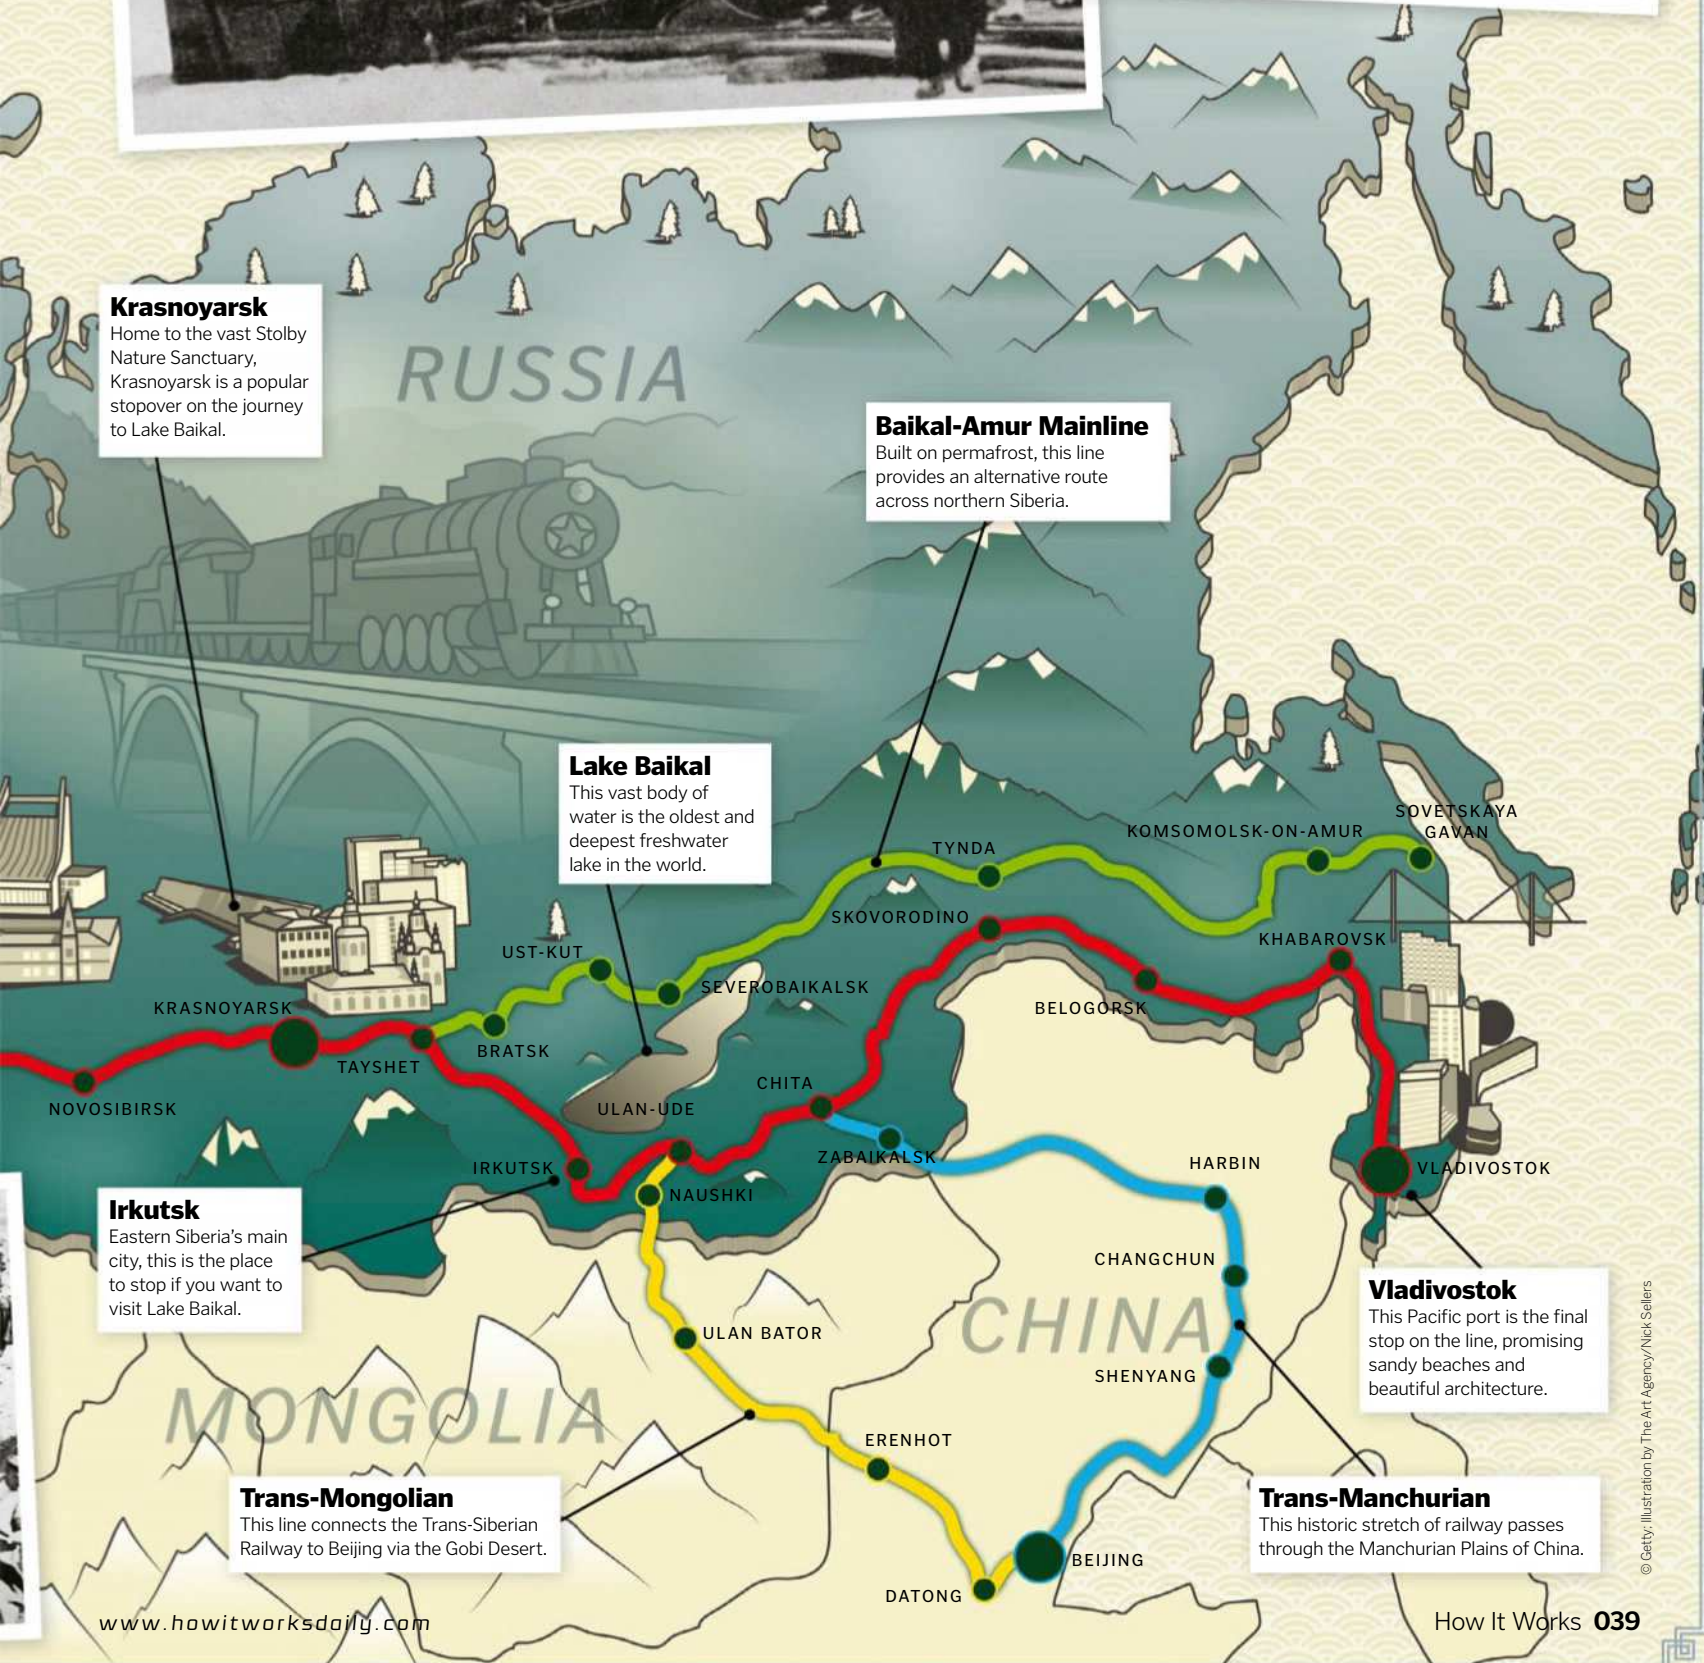 Krasnoyarsk
Home to the vast Stolby
Nature Sanctuary,
Krasnoyarsk is a popular
stopover on the journey
to Lake Baikal.
RUSSIA
Baikal-Amur Mainline
Built on permafrost, this line
provides an alternative route
across northern Siberia.
Lake Baikal
This vast body of
water is the oldest and
deepest freshwater
lake in the world.
SOVETSKAYA
GAVAN
KOMSOMOLSK-ON-AMUR
TYNDA
SKOVORODINO
KHABAROVSK
UST-KUT
SEVEROBAIKALSK
KRASNOYARSK
BELOGORSK
BRATSK
TAYSHET
CHITA
NOVOSIBIRSK
ULAN-UDE
ZABAIKALSK
HARBIN
IRKUTSK
VLADIVOSTOK
NAUSHKI
Irkutsk
Eastern Siberia's main
city, this is the place
to stop if you want to
visit Lake Baikal.
CHANGCHUN
CHINA
Vladivostok
This Pacific port is the final
stop on the line, promising
sandy beaches and
beautiful architecture.
ULAN BATOR
SHENYANG
MONGOLIA
ERENHOT
Trans-Mongolian
This line connects the Trans-Siberian
Railway to Beijing via the Gobi Desert.
Trans-Manchurian
This historic stretch of railway passes
through the Manchurian Plains of China.
BEIJING
DATONG
© Getty; Illustration by The Art Agency/Nick Sellers
www.howitworksdaily.com
How It Works 039